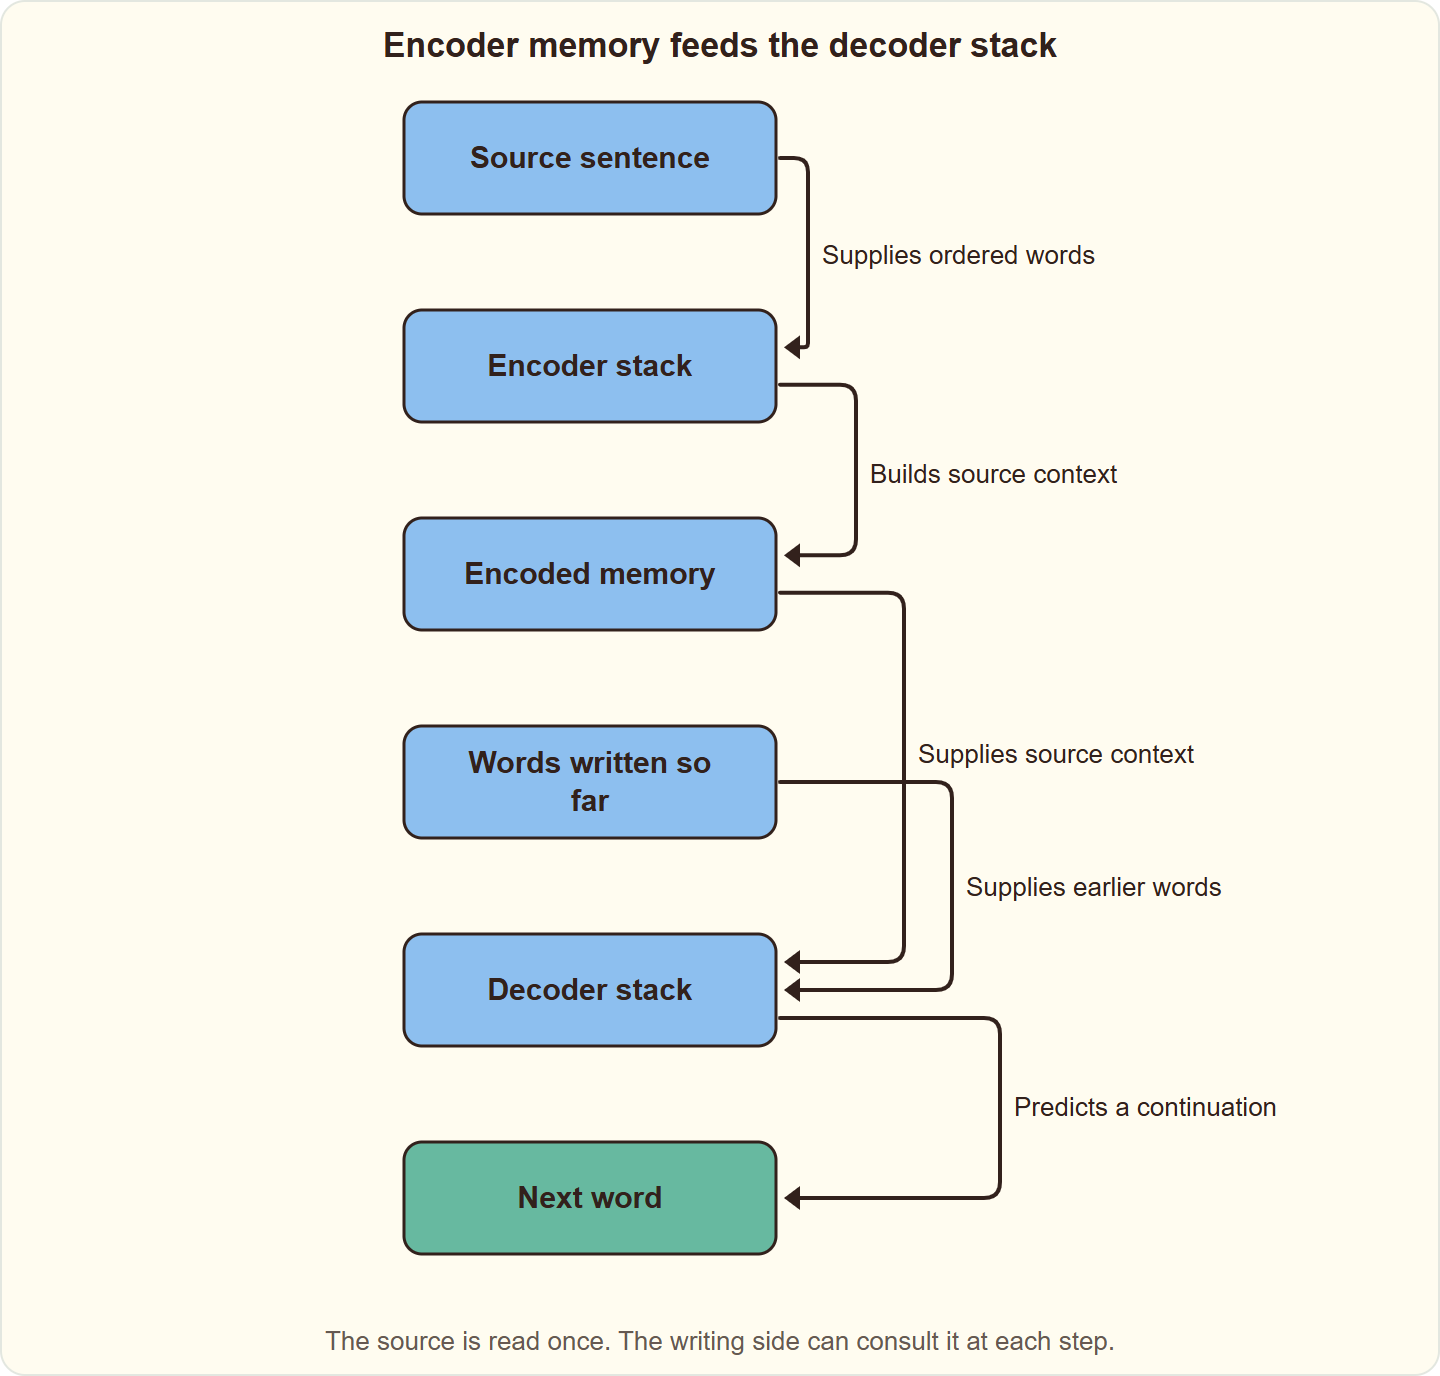 Encoder memory feeds the decoder stack
Source sentence
Supplies ordered words
Encoder stack
Builds source context
Encoded memory
Supplies source context
Words written so
far
Supplies earlier words
Decoder stack
Predicts a continuation
Next word
The source is read once. The writing side can consult it at each step.